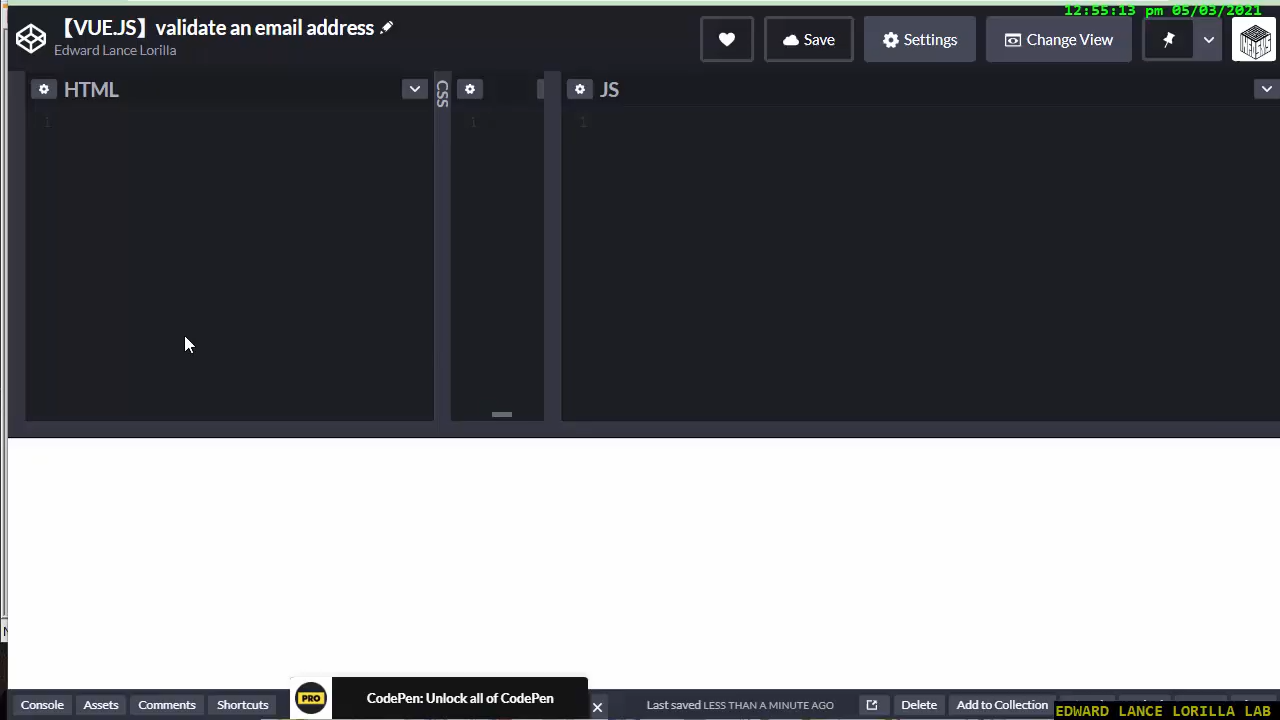 12:55:13 pm 05/03/2021
【VUE.JS】validate an email address
Edward Lance Lorilla
Save
Settings
Change View
HTML
CSS
JS
1
1
1
PRO
CodePen: Unlock all of CodePen
Console
Assets
Comments
Shortcuts
Last saved LESS THAN A MINUTE AGO
Delete
Add to Collection
EDWARD LANCE LORILLA LAB